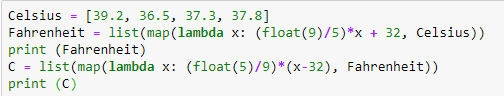 Celsius = [39.2, 36.5, 37.3, 37.8]
Fahrenheit = list(map(lambda x: (float(9)/5)*x + 32, Celsius))
print (Fahrenheit)
C = list(map(lambda x: (float(5)/9)*(x-32), Fahrenheit))
print (C)